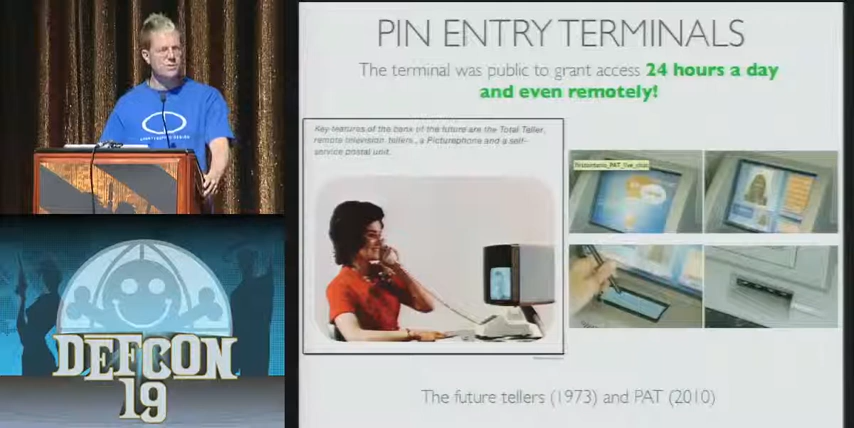 PIN ENTRY TERMINALS
The terminal was public to grant access 24 hours a day
and even remotely!
Key features of the bank of the future are the Total Teller,
remote television tellers, a Picturephone and a self-
service postal unit.
The future tellers (1973) and PAT (2010)
DEFCON
19